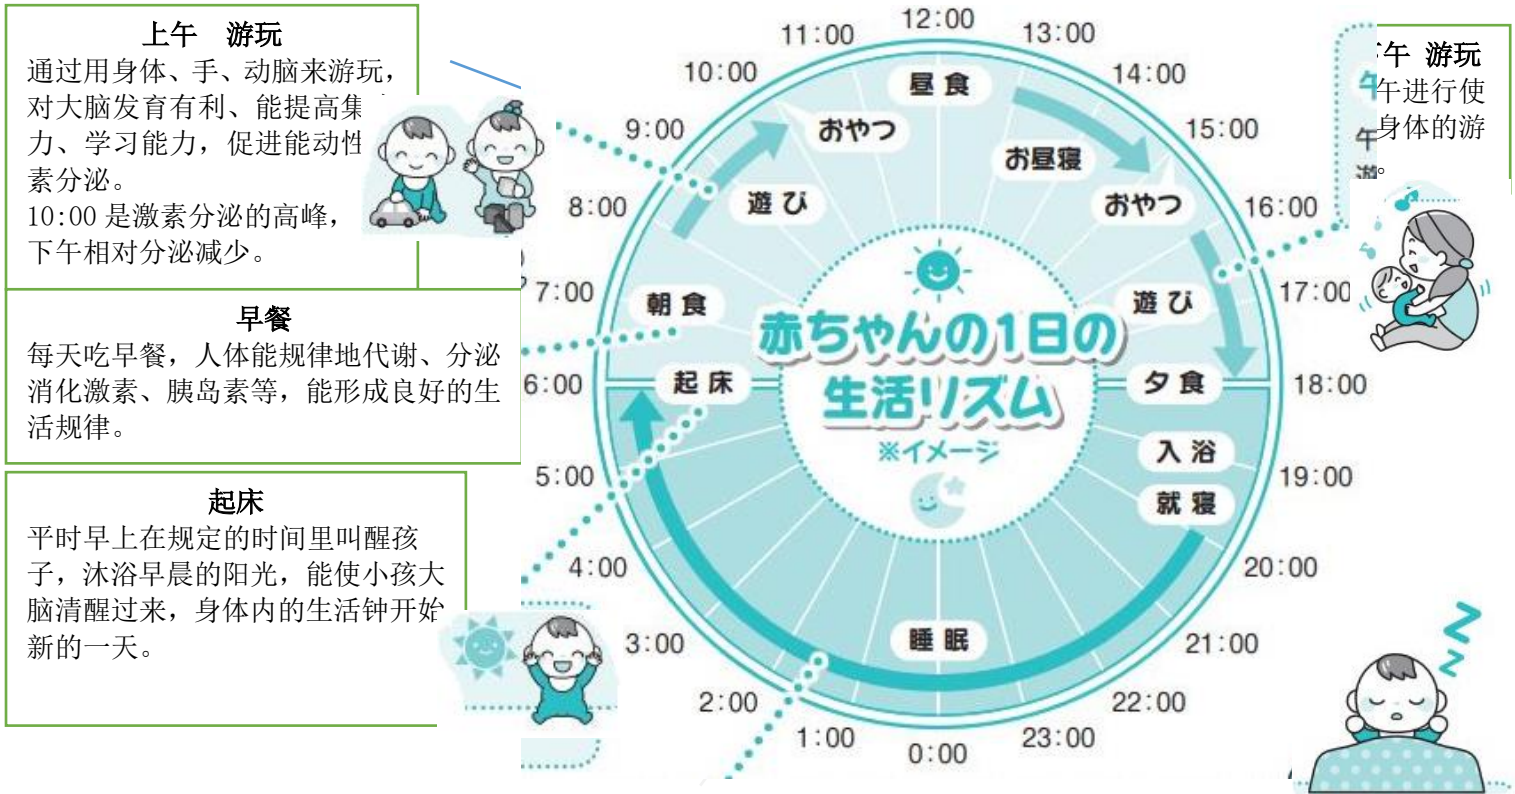 上午　游玩
通过用身体、手、动脑来游玩，
对大脑发育有利、能提高集
力、学习能力，促进能动性
素分泌。
10:00 是激素分泌的高峰，
下午相对分泌减少。
早餐
每天吃早餐，人体能规律地代谢、分泌
消化激素、胰岛素等，能形成良好的生
活规律。
起床
平时早上在规定的时间里叫醒孩
子，沐浴早晨的阳光，能使小孩大
脑清醒过来，身体内的生活钟开始
新的一天。
12:00
13:00
14:00
15:00
16:00
17:00
18:00
19:00
20:00
21:00
22:00
23:00
0:00
1:00
2:00
3:00
4:00
5:00
6:00
7:00
8:00
9:00
10:00
11:00
昼食
お昼寝
おやつ
遊び
夕食
入浴
就寝
睡眠
起床
朝食
遊び
おやつ
赤ちゃんの1日の
生活リズム
※イメージ
午 游玩
午进行使
身体的游
。
午
午
遊
Z
Z